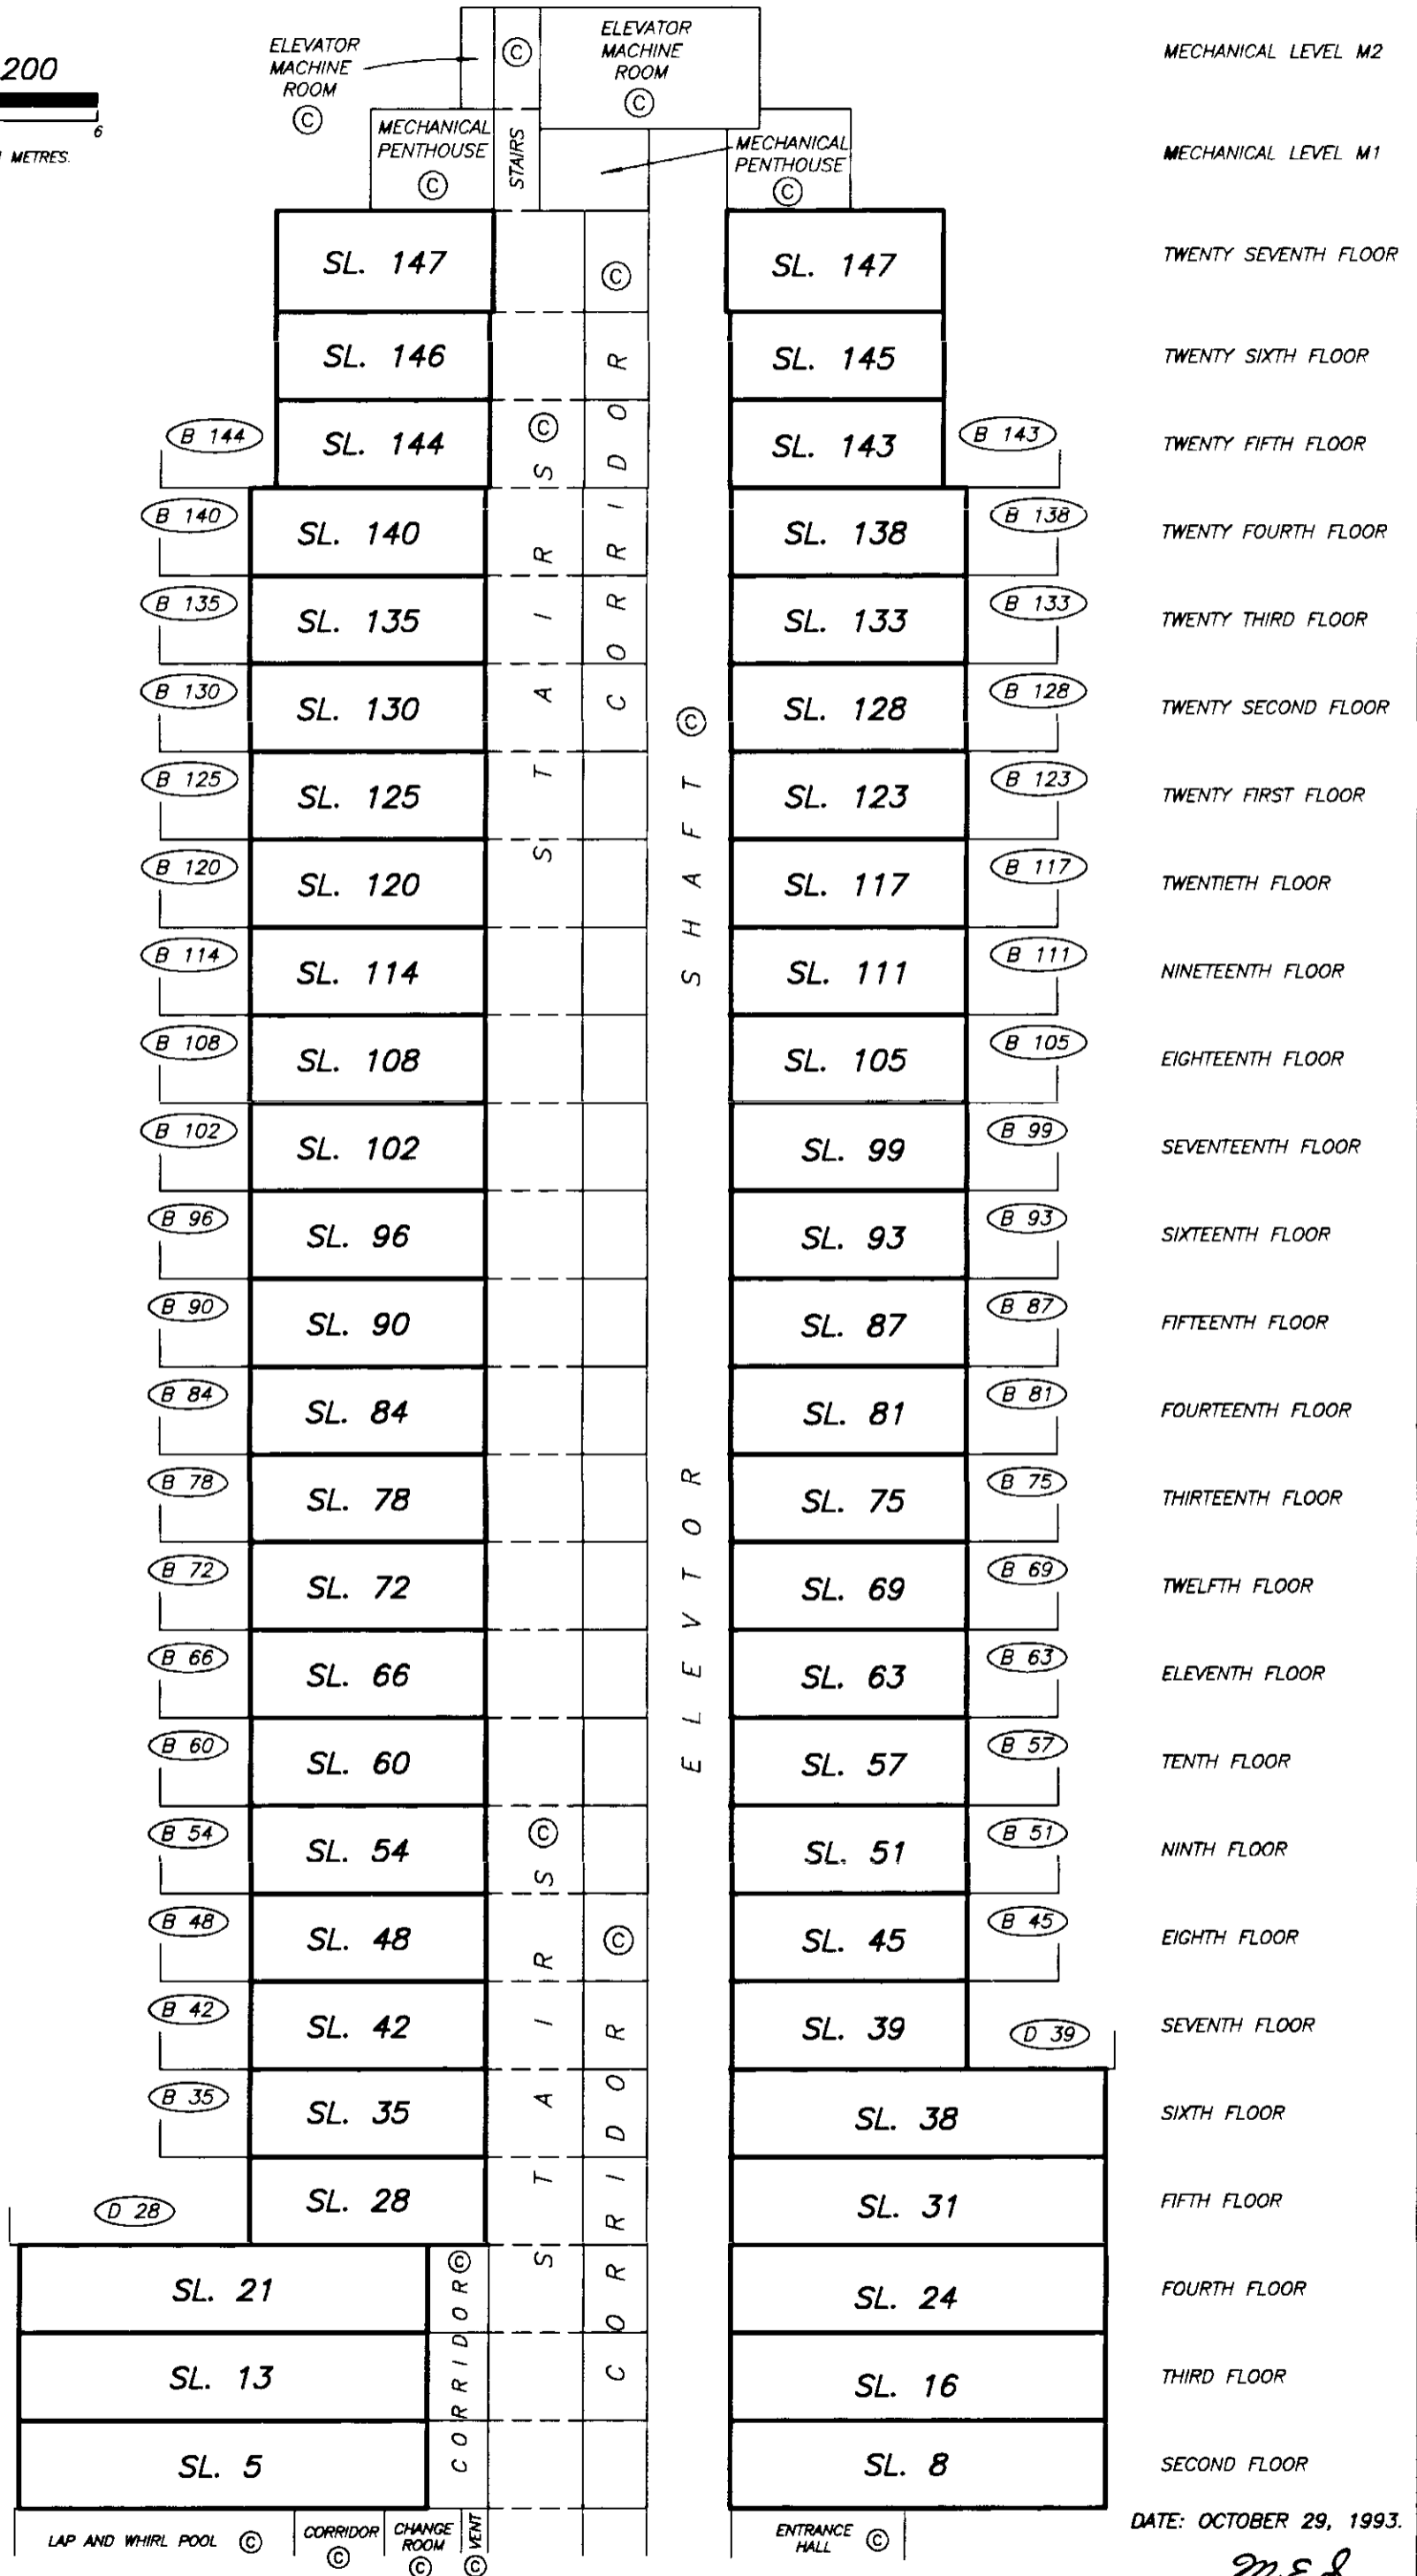 200
6
METRES.
ELEVATOR
MACHINE
ROOM
©
©
ELEVATOR
MACHINE
ROOM
©
MECHANICAL LEVEL M2
MECHANICAL
PENTHOUSE
©
STAIRS
MECHANICAL
PENTHOUSE
©
MECHANICAL LEVEL M1
SL. 147
©
SL. 147
TWENTY SEVENTH FLOOR
SL. 146
SL. 145
TWENTY SIXTH FLOOR
B 144
SL. 144
SL. 143
B 143
TWENTY FIFTH FLOOR
B 140
SL. 140
SL. 138
B 138
TWENTY FOURTH FLOOR
B 135
SL. 135
SL. 133
B 133
TWENTY THIRD FLOOR
B 130
SL. 130
SL. 128
B 128
TWENTY SECOND FLOOR
B 125
SL. 125
SL. 123
B 123
TWENTY FIRST FLOOR
B 120
SL. 120
SL. 117
B 117
TWENTIETH FLOOR
B 114
SL. 114
SL. 111
B 111
NINETEENTH FLOOR
B 108
SL. 108
SL. 105
B 105
EIGHTEENTH FLOOR
B 102
SL. 102
SL. 99
B 99
SEVENTEENTH FLOOR
B 96
SL. 96
SL. 93
B 93
SIXTEENTH FLOOR
B 90
SL. 90
SL. 87
B 87
FIFTEENTH FLOOR
B 84
SL. 84
SL. 81
B 81
FOURTEENTH FLOOR
B 78
SL. 78
SL. 75
B 75
THIRTEENTH FLOOR
B 72
SL. 72
SL. 69
B 69
TWELFTH FLOOR
B 66
SL. 66
SL. 63
B 63
ELEVENTH FLOOR
B 60
SL. 60
SL. 57
B 57
TENTH FLOOR
B 54
SL. 54
SL. 51
B 51
NINTH FLOOR
B 48
SL. 48
SL. 45
B 45
EIGHTH FLOOR
B 42
SL. 42
SL. 39
D 39
SEVENTH FLOOR
B 35
SL. 35
SL. 38
SIXTH FLOOR
D 28
SL. 28
SL. 31
FIFTH FLOOR
SL. 21
SL. 24
FOURTH FLOOR
SL. 13
SL. 16
THIRD FLOOR
SL. 5
SL. 8
SECOND FLOOR
STAIRS ©
CORRIDOR
ELEVTOR SHAFT ©
STAIRS ©
CORRIDOR ©
CORRIDOR ©
LAP AND WHIRL POOL ©
CORRIDOR
©
CHANGE
ROOM
©
VENT
©
ENTRANCE
HALL ©
DATE: OCTOBER 29, 1993.